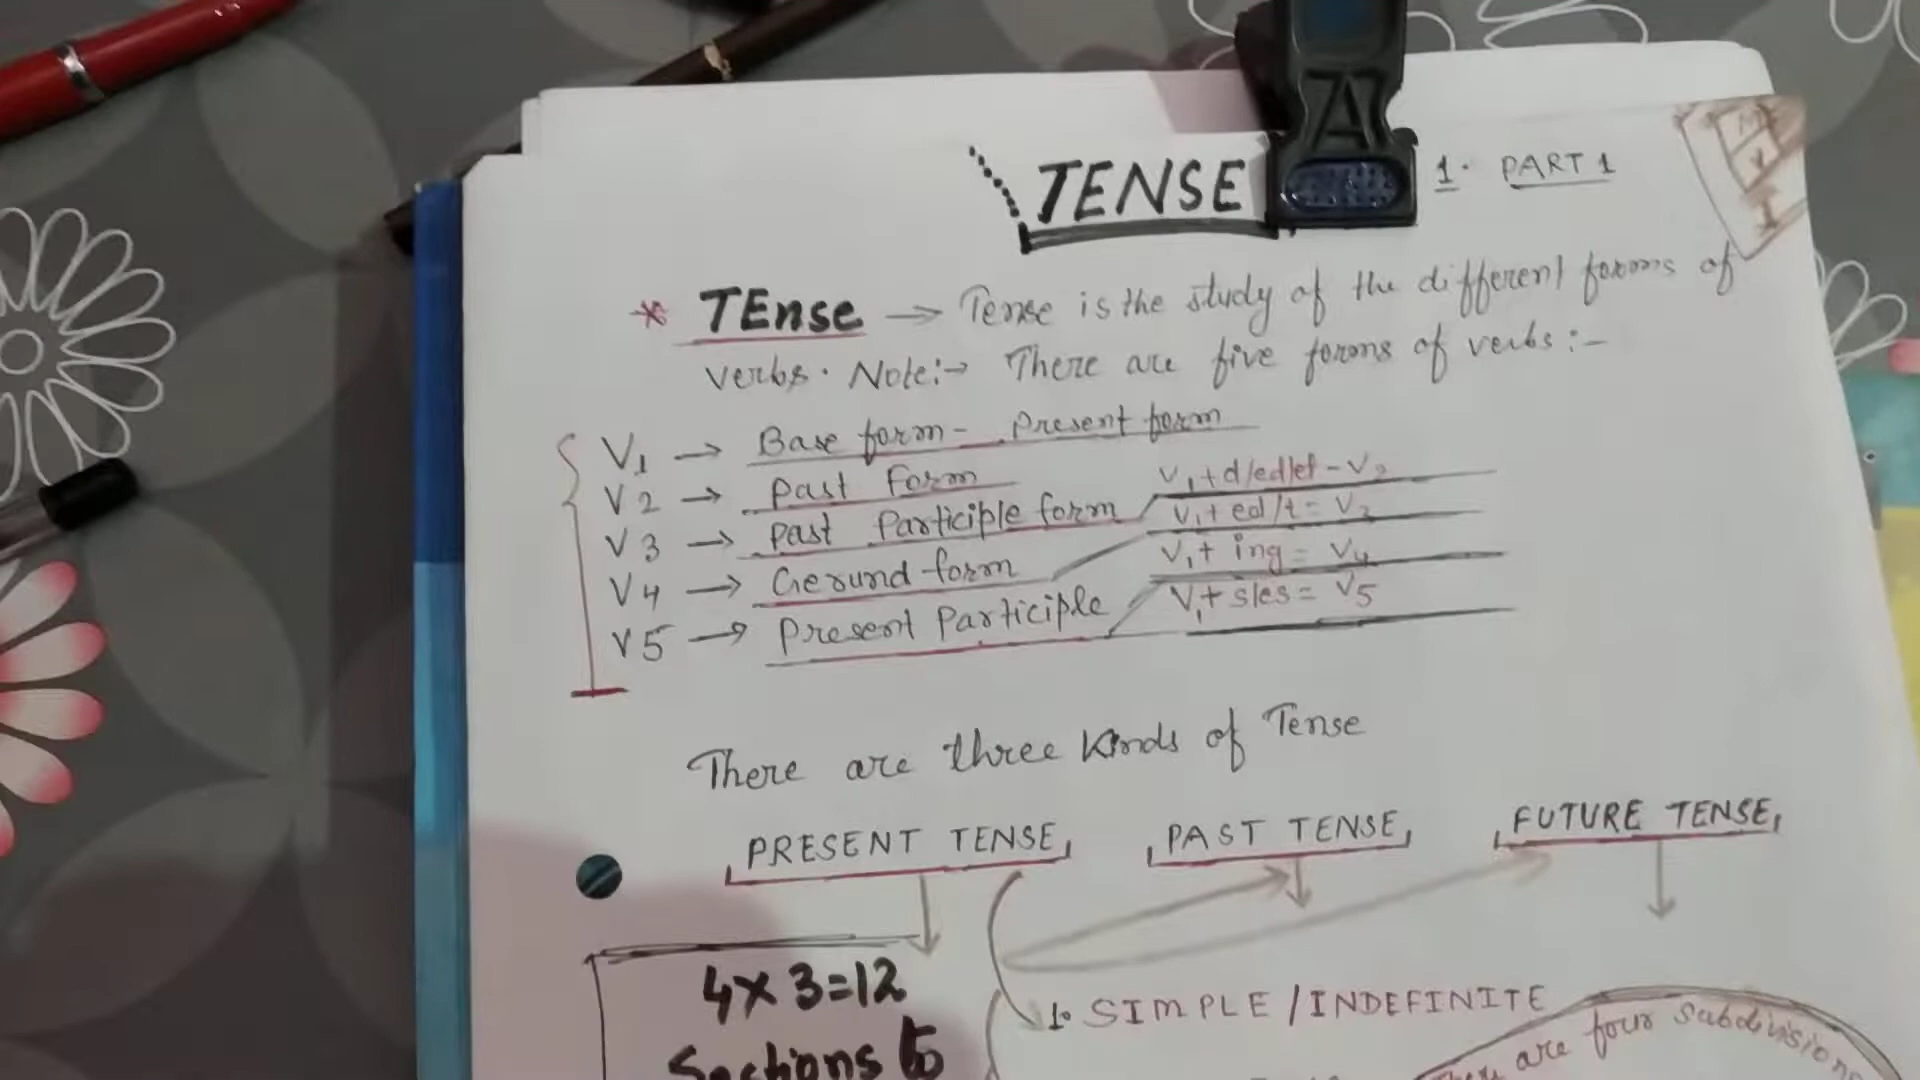 TENSE 1. PART 1
* TEnse → Tense is the study of the different forms of
verbs. Note:→ There are five forms of verbs:-
V1 → Base form - Present form
V2 → Past Form V1+d/ed/et-V2
V3 → Past Participle form V1+ed/t=V3
V4 → Gerund form V1+ing=V4
V5 → Present Participle V1+s/es=V5
There are three Kinds of Tense
PRESENT TENSE PAST TENSE FUTURE TENSE
4x3=12
Sections to
1. SIMPLE/INDEFINITE
are four subdivisions